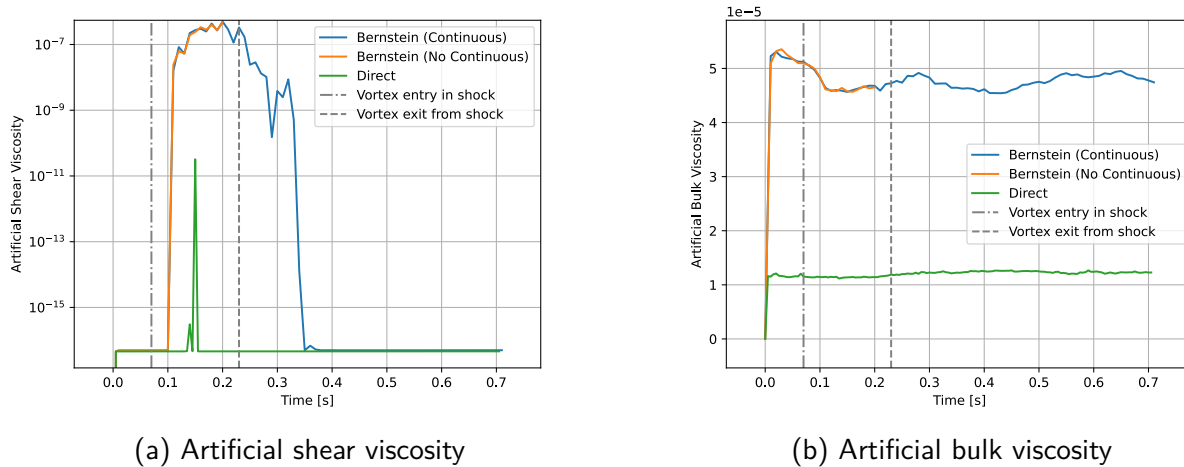 10⁻⁷
10⁻⁹
10⁻¹¹
10⁻¹³
10⁻¹⁵
Artificial Shear Viscosity
Bernstein (Continuous)
Bernstein (No Continuous)
Direct
Vortex entry in shock
Vortex exit from shock
0.0 0.1 0.2 0.3 0.4 0.5 0.6 0.7
Time [s]
(a) Artificial shear viscosity
1e−5
5
4
3
2
1
0
Artificial Bulk Viscosity
Bernstein (Continuous)
Bernstein (No Continuous)
Direct
Vortex entry in shock
Vortex exit from shock
0.0 0.1 0.2 0.3 0.4 0.5 0.6 0.7
Time [s]
(b) Artificial bulk viscosity